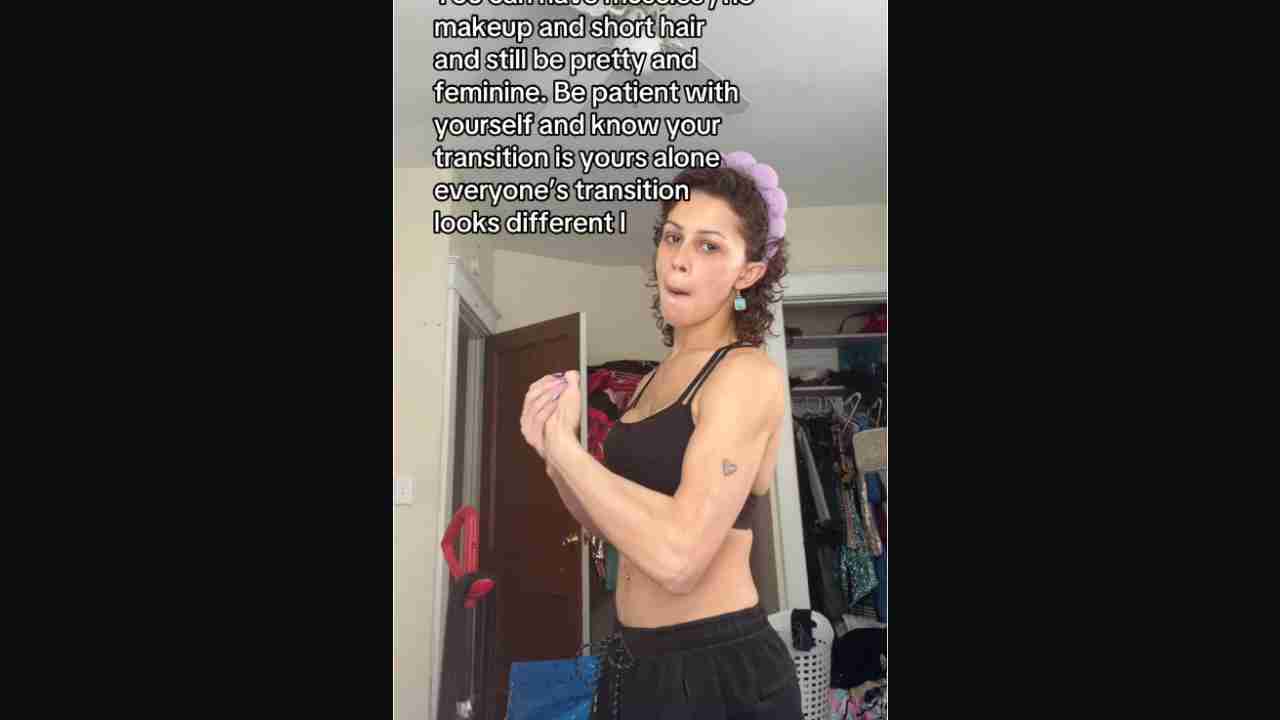 makeup and short hair
and still be pretty and
feminine. Be patient with
yourself and know your
transition is yours alone
everyone’s transition
looks different I